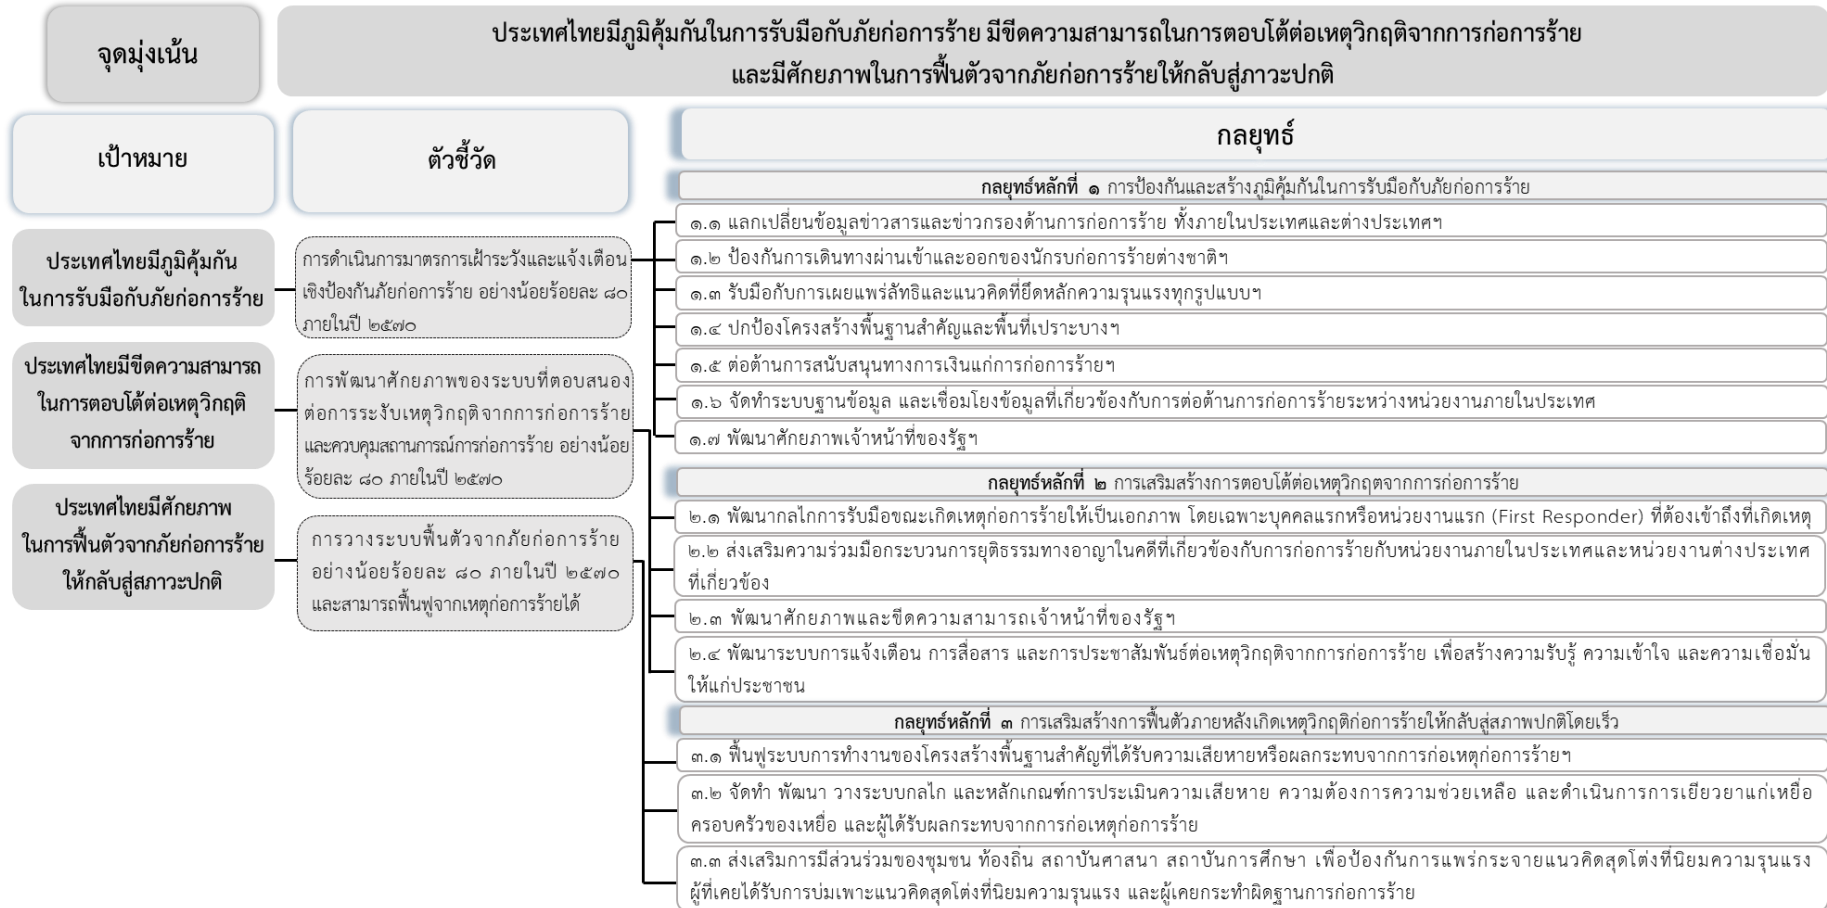 จุดมุ่งเน้น
ประเทศไทยมีภูมิคุ้มกันในการรับมือกับภัยก่อการร้าย มีขีดความสามารถในการตอบโต้ต่อเหตุวิกฤติจากการก่อการร้าย
และมีศักยภาพในการฟื้นตัวจากภัยก่อการร้ายให้กลับสู่ภาวะปกติ
เป้าหมาย
ตัวชี้วัด
กลยุทธ์
ประเทศไทยมีภูมิคุ้มกัน
ในการรับมือกับภัยก่อการร้าย
การดำเนินการมาตรการเฝ้าระวังและแจ้งเตือน
เชิงป้องกันภัยก่อการร้าย อย่างน้อยร้อยละ ๘๐
ภายในปี ๒๕๗๐
กลยุทธ์หลักที่ ๑ การป้องกันและสร้างภูมิคุ้มกันในการรับมือกับภัยก่อการร้าย
๑.๑ แลกเปลี่ยนข้อมูลข่าวสารและข่าวกรองด้านการก่อการร้าย ทั้งภายในประเทศและต่างประเทศฯ
๑.๒ ป้องกันการเดินทางผ่านเข้าและออกของนักรบก่อการร้ายต่างชาติฯ
๑.๓ รับมือกับการเผยแพร่ลัทธิและแนวคิดที่ยึดหลักความรุนแรงทุกรูปแบบฯ
๑.๔ ปกป้องโครงสร้างพื้นฐานสำคัญและพื้นที่เปราะบางฯ
๑.๕ ต่อต้านการสนับสนุนทางการเงินแก่การก่อการร้ายฯ
๑.๖ จัดทำระบบฐานข้อมูล และเชื่อมโยงข้อมูลที่เกี่ยวข้องกับการต่อต้านการก่อการร้ายระหว่างหน่วยงานภายในประเทศ
๑.๗ พัฒนาศักยภาพเจ้าหน้าที่ของรัฐฯ
ประเทศไทยมีขีดความสามารถ
ในการตอบโต้ต่อเหตุวิกฤติ
จากการก่อการร้าย
การพัฒนาศักยภาพของระบบที่ตอบสนอง
ต่อการระงับเหตุวิกฤติจากการก่อการร้าย
และควบคุมสถานการณ์การก่อการร้าย อย่างน้อย
ร้อยละ ๘๐ ภายในปี ๒๕๗๐
กลยุทธ์หลักที่ ๒ การเสริมสร้างการตอบโต้ต่อเหตุวิกฤตจากการก่อการร้าย
๒.๑ พัฒนากลไกการรับมือขณะเกิดเหตุก่อการร้ายให้เป็นเอกภาพ โดยเฉพาะบุคคลแรกหรือหน่วยงานแรก (First Responder) ที่ต้องเข้าถึงที่เกิดเหตุ
๒.๒ ส่งเสริมความร่วมมือกระบวนการยุติธรรมทางอาญาในคดีที่เกี่ยวข้องกับการก่อการร้ายกับหน่วยงานภายในประเทศและหน่วยงานต่างประเทศ
ที่เกี่ยวข้อง
๒.๓ พัฒนาศักยภาพและขีดความสามารถเจ้าหน้าที่ของรัฐฯ
๒.๔ พัฒนาระบบการแจ้งเตือน การสื่อสาร และการประชาสัมพันธ์ต่อเหตุวิกฤติจากการก่อการร้าย เพื่อสร้างความรับรู้ ความเข้าใจ และความเชื่อมั่น
ให้แก่ประชาชน
ประเทศไทยมีศักยภาพ
ในการฟื้นตัวจากภัยก่อการร้าย
ให้กลับสู่สภาวะปกติ
การวางระบบฟื้นตัวจากภัยก่อการร้าย
อย่างน้อยร้อยละ ๘๐ ภายในปี ๒๕๗๐
และสามารถฟื้นฟูจากเหตุก่อการร้ายได้
กลยุทธ์หลักที่ ๓ การเสริมสร้างการฟื้นตัวภายหลังเกิดเหตุวิกฤติก่อการร้ายให้กลับสู่สภาพปกติโดยเร็ว
๓.๑ ฟื้นฟูระบบการทำงานของโครงสร้างพื้นฐานสำคัญที่ได้รับความเสียหายหรือผลกระทบจากการก่อเหตุก่อการร้ายฯ
๓.๒ จัดทำ พัฒนา วางระบบกลไก และหลักเกณฑ์การประเมินความเสียหาย ความต้องการความช่วยเหลือ และดำเนินการการเยียวยาแก่เหยื่อ
ครอบครัวของเหยื่อ และผู้ได้รับผลกระทบจากการก่อเหตุก่อการร้าย
๓.๓ ส่งเสริมการมีส่วนร่วมของชุมชน ท้องถิ่น สถาบันศาสนา สถาบันการศึกษา เพื่อป้องกันการแพร่กระจายแนวคิดสุดโต่งที่นิยมความรุนแรง
ผู้ที่เคยได้รับการบ่มเพาะแนวคิดสุดโต่งที่นิยมความรุนแรง และผู้เคยกระทำผิดฐานการก่อการร้าย